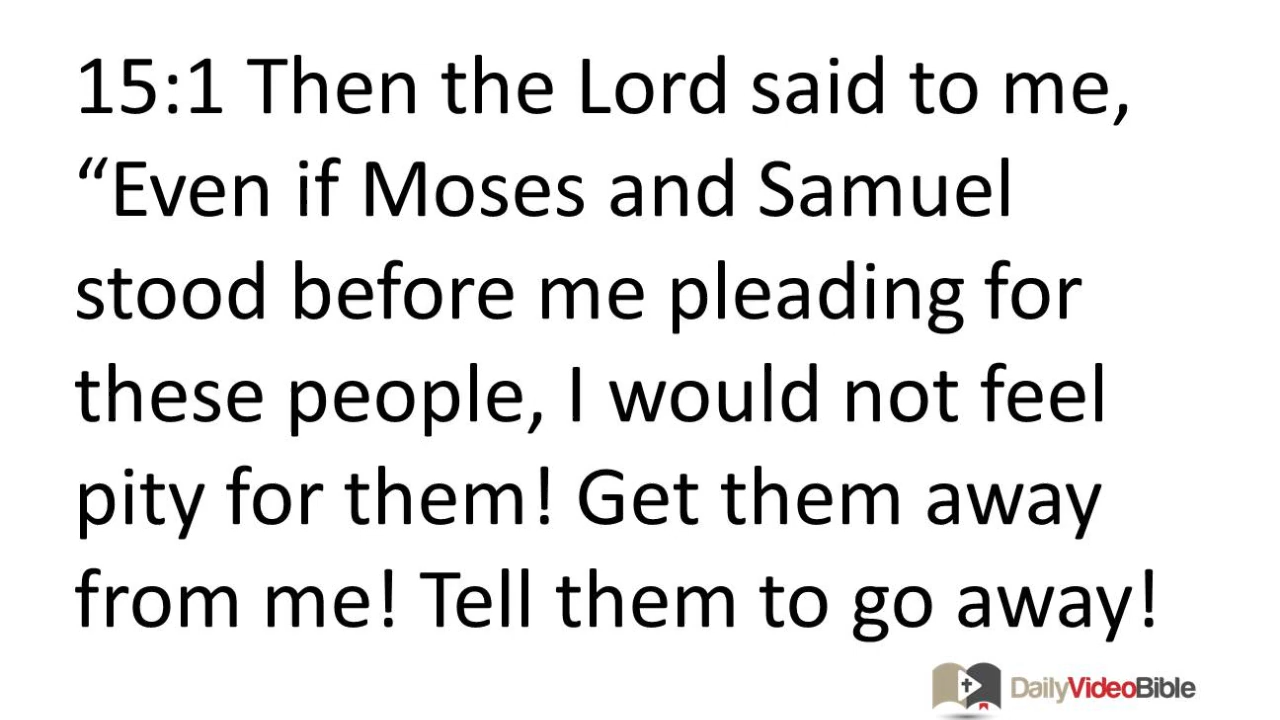 15:1 Then the Lord said to me,
“Even if Moses and Samuel
stood before me pleading for
these people, I would not feel
pity for them! Get them away
from me! Tell them to go away!
DailyVideoBible